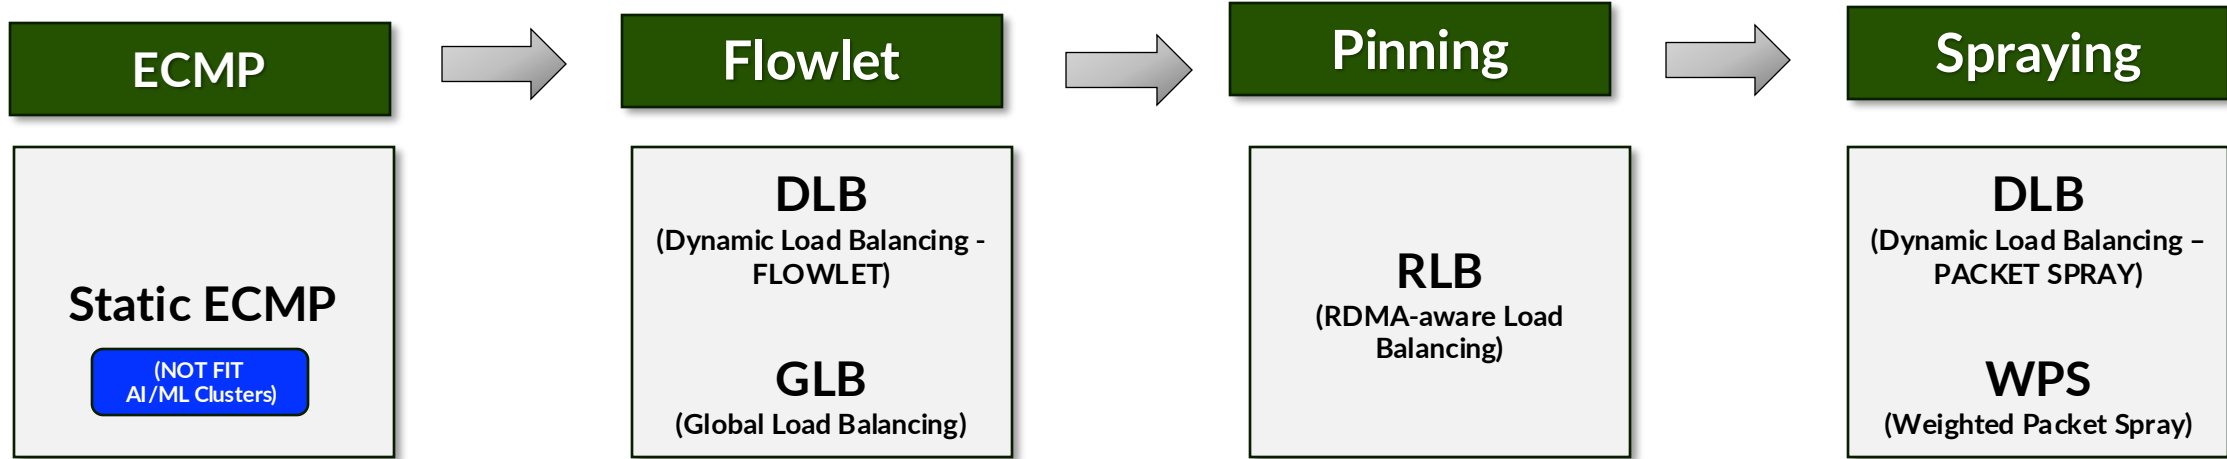 ECMP
Flowlet
Pinning
Spraying
Static ECMP
(NOT FIT
AI/ML Clusters)
DLB
(Dynamic Load Balancing -
FLOWLET)
GLB
(Global Load Balancing)
RLB
(RDMA-aware Load
Balancing)
DLB
(Dynamic Load Balancing –
PACKET SPRAY)
WPS
(Weighted Packet Spray)